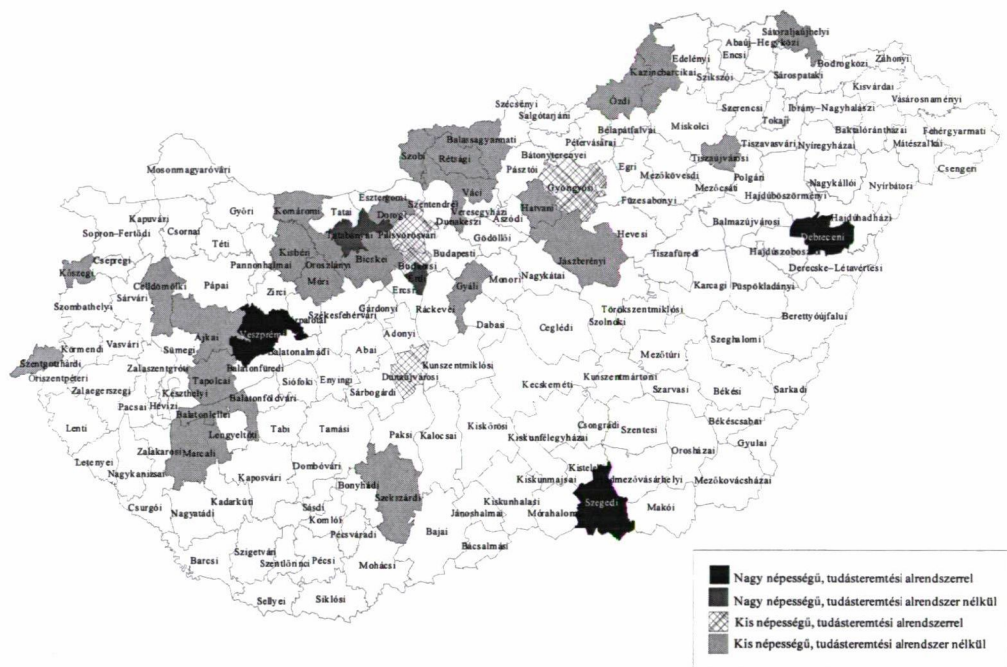 Sátoraljaújhelyi
Abaúj–Hegyközi
Edelényi Encsi
Bodrogközi Záhonyi
Kazincbarcikai Szikszói Sárospataki
Kisvárdai
Ózdi Vásárosnaményi
Szécsényi Szerencsi Ibrány–Nagyhalászi
Salgótarjáni Tokaji
Balassagyarmati Bélapátfalvai Miskolci Baktalórántházai Fehérgyarmati
Pétervásárai Tiszavasvári Nyíregyházai Mátészalkai
Szobi Rétsági Bátonyterenyei Tiszaújvárosi
Pásztói Egri Csengeri
Mosonmagyaróvári Gyöngyösi Mezőkövesdi Polgári Nagykállói
Váci Mezőcsáti Nyírbátori
Esztergomi Szentendrei Hatvani Füzesabonyi Hajdúböszörményi
Komáromi Tatai Dorogi Veresegyházi
Győri Dunakeszi Aszódi Hajdúhadházi
Kapuvári Tatabányai Pilisvörösvári Gödöllői Hevesi Balmazújvárosi
Sopron–Fertődi Csornai Debreceni
Téti Kisbéri Budapesti Hajdúszoboszlói
Csepregi Pannonhalmai Oroszlányi Bicskei Jászberényi Tiszafüredi
Kőszegi Budaörsi Derecske–Létavértesi
Celldömölki Pápai Móri Ercsi Gyáli Monori Nagykátai
Sárvári Zirci Karcagi Püspökladányi
Szombathelyi Gárdonyi Ráckevei
Székesfehérvári Törökszentmiklósi Berettyóújfalui
Veszprémi Adonyi Dabasi Ceglédi Szolnoki
Körmendi Vasvári Ajkai
Sümegi Balatonalmádi Szeghalomi
Szentgotthárdi Abai Mezőtúri
Őriszentpéteri Zalaszentgróti Balatonfüredi Kunszentmiklósi
Tapolcai Siófoki Enyingi Dunaújvárosi
Zalaegerszegi Keszthelyi Kunszentmártoni
Pacsai Hévízi Balatonföldvári Sárbogárdi Kecskeméti Szarvasi Békési Sarkadi
Balatonlellei
Lenti Lengyeltóti Tabi Tamási Paksi Kalocsai Kiskőrösi Csongrádi Szentesi Békéscsabai
Kiskunfélegyházai
Zalakarosi Marcali Gyulai
Letenyei Orosházai
Nagykanizsai Kaposvári Dombóvári Kisteleki
Bonyhádi Szekszárdi Kiskunmajsai Mezőkovácsházai
Kadarkúti Kiskunhalasi
Csurgói Nagyatádi Sásdi Jánoshalmai Mórahalomi Szegedi Makói
Komlói
Pécsváradi Bajai
Szigetvári Bácsalmási
Barcsi Szentlőrinci Pécsi Mohácsi
Sellyei Siklósi
Nagy népességű, tudásteremtési alrendszerrel
Nagy népességű, tudásteremtési alrendszer nélkül
Kis népességű, tudásteremtési alrendszerrel
Kis népességű, tudásteremtési alrendszer nélkül